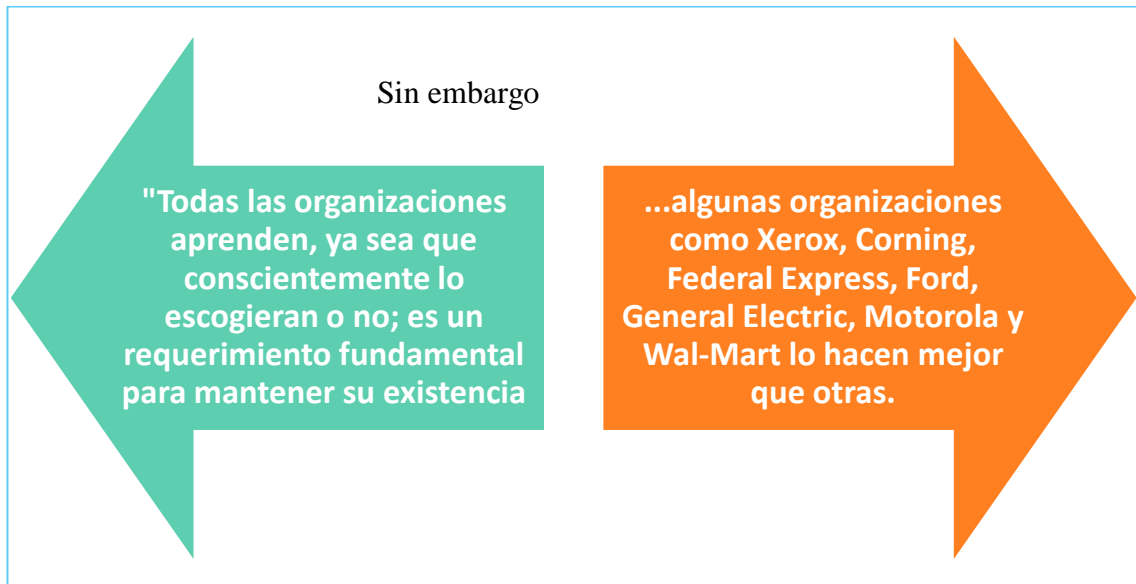 Sin embargo
"Todas las organizaciones
aprenden, ya sea que
conscientemente lo
escogieran o no; es un
requerimiento fundamental
para mantener su existencia
...algunas organizaciones
como Xerox, Corning,
Federal Express, Ford,
General Electric, Motorola y
Wal-Mart lo hacen mejor
que otras.